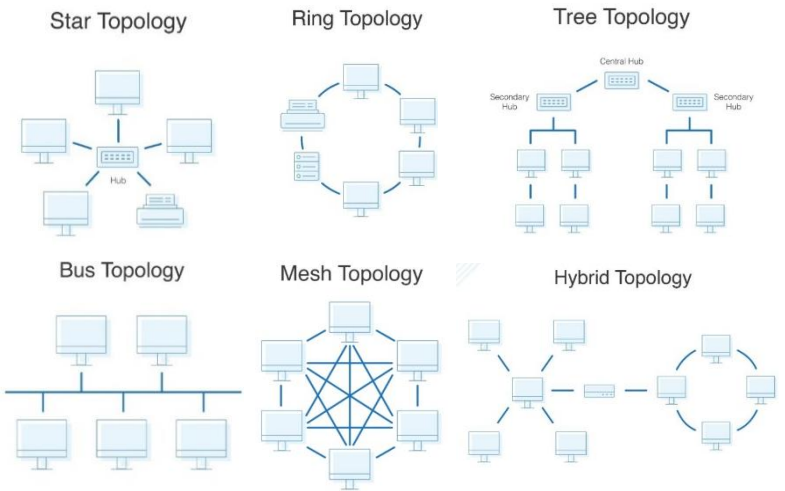 Star Topology
Ring Topology
Tree Topology
Central Hub
Secondary
Hub
Secondary
Hub
Hub
Bus Topology
Mesh Topology
Hybrid Topology